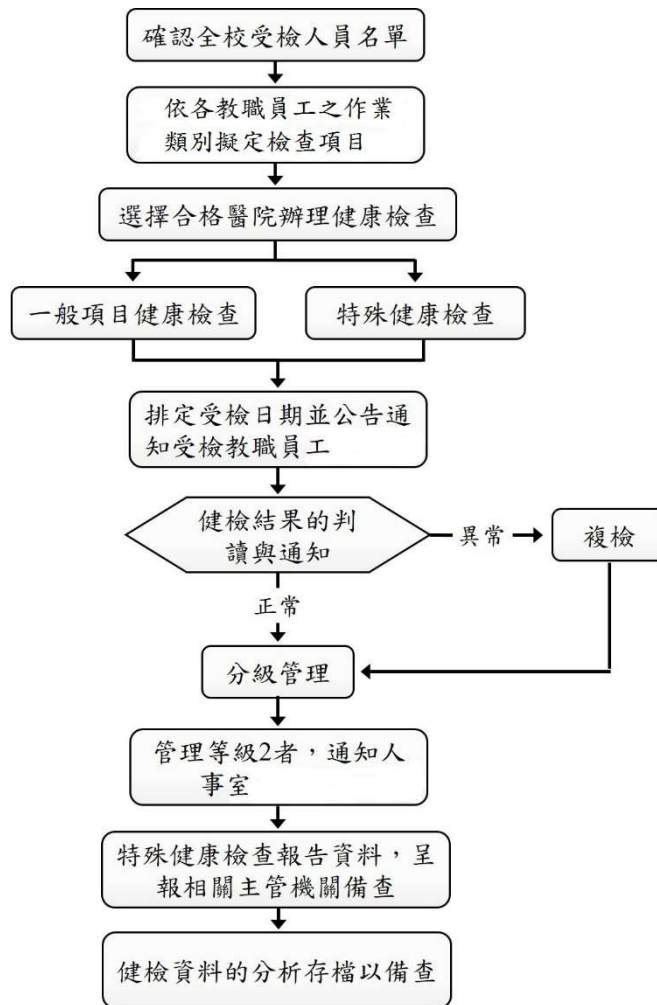 確認全校受檢人員名單
依各教職員工之作業
類別擬定檢查項目
選擇合格醫院辦理健康檢查
一般項目健康檢查
特殊健康檢查
排定受檢日期並公告通
知受檢教職員工
健檢結果的判
讀與通知
異常
複檢
正常
分級管理
管理等級2者，通知人
事室
特殊健康檢查報告資料，呈
報相關主管機關備查
健檢資料的分析存檔以備查